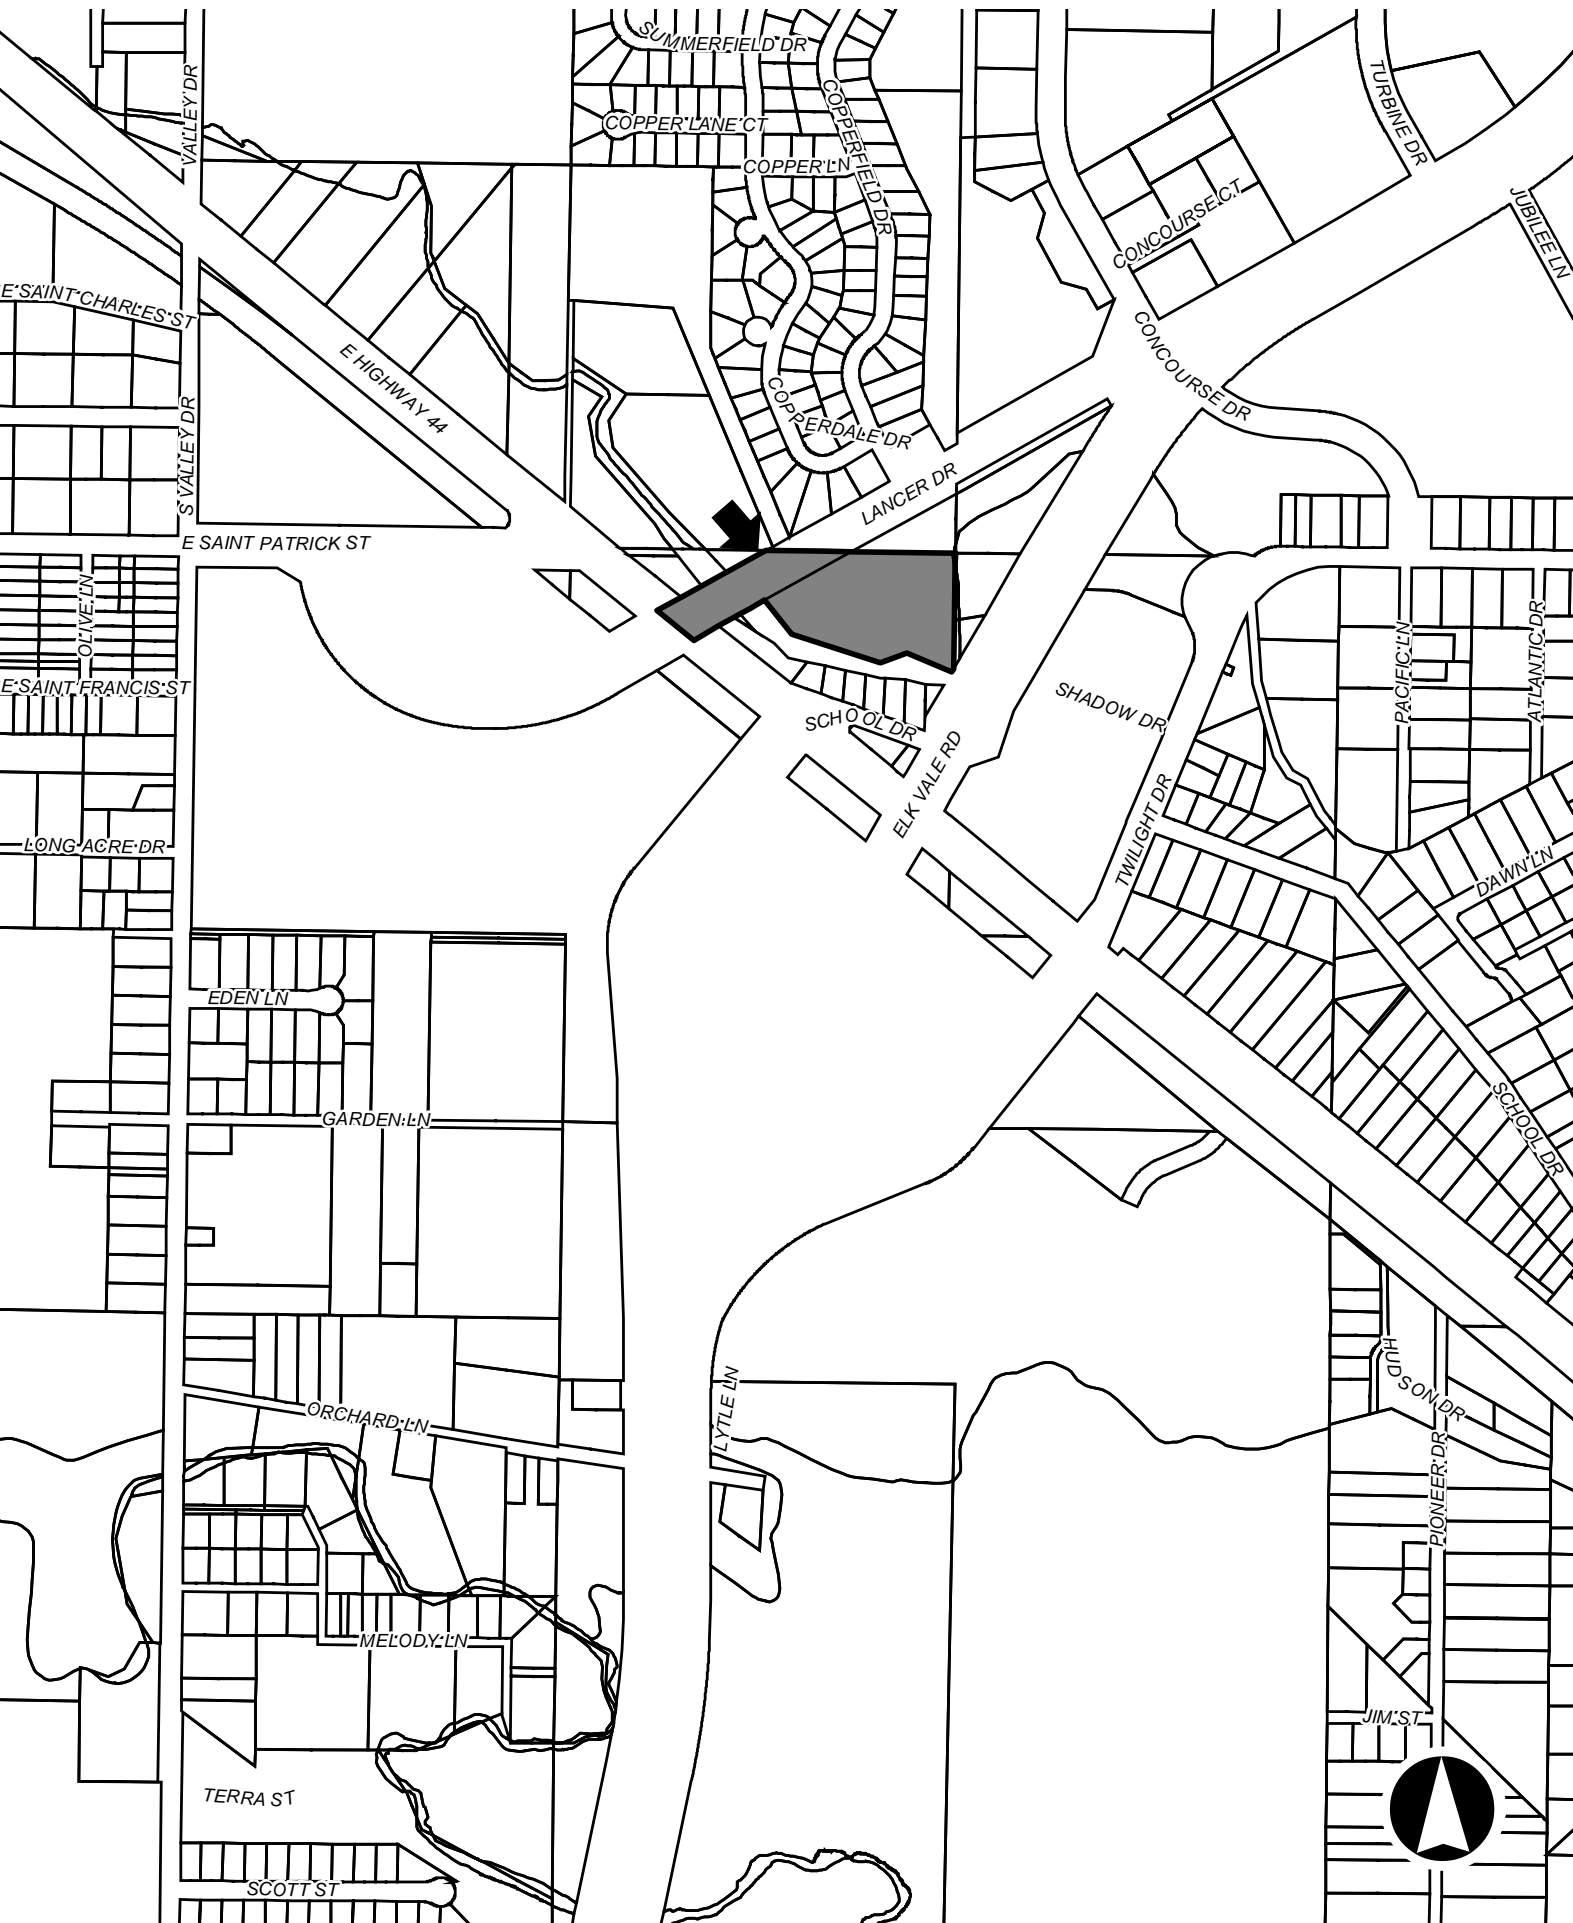 SUMMERFIELD DR
VALLEY DR
TURBINE DR
COPPERFIELD DR
COPPER LANE CT
COPPER LN
CONCOURSE CT
JUBILEE LN
E SAINT CHARLES ST
CONCOURSE DR
E HIGHWAY 44
COPPERDALE DR
S VALLEY DR
LANCER DR
E SAINT PATRICK ST
OLIVE LN
PACIFIC LN
ATLANTIC DR
E SAINT FRANCIS ST
SHADOW DR
SCHOOL DR
ELK VALE RD
TWILIGHT DR
LONG ACRE DR
DAWN LN
EDEN LN
GARDEN LN
SCHOOL DR
HUDSON DR
LYTLE LN
ORCHARD LN
PIONEER DR
MELODY LN
JIM ST
TERRA ST
SCOTT ST